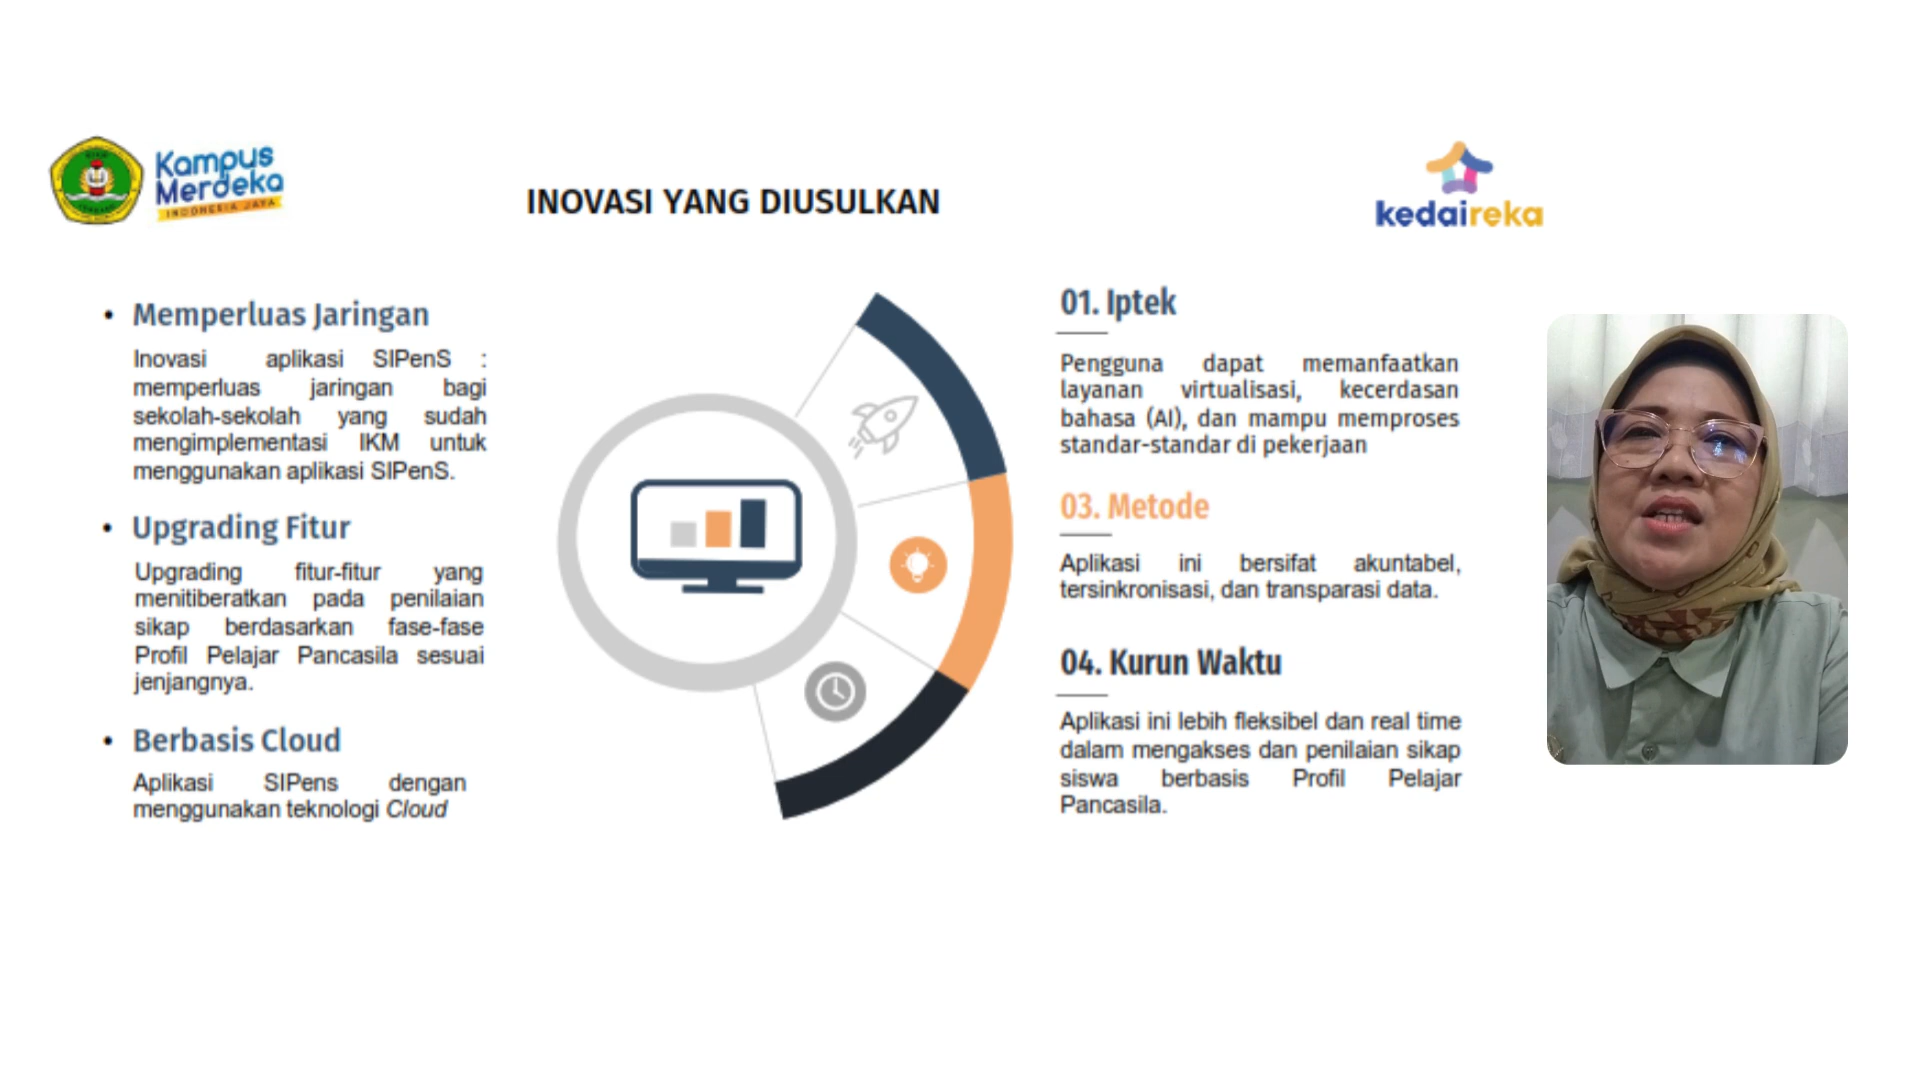 Kampus
Merdeka
INDONESIA JAYA
INOVASI YANG DIUSULKAN
kedaireka
• Memperluas Jaringan
Inovasi aplikasi SIPenS :
memperluas jaringan bagi
sekolah-sekolah yang sudah
mengimplementasi IKM untuk
menggunakan aplikasi SIPenS.
• Upgrading Fitur
Upgrading fitur-fitur yang
menitiberatkan pada penilaian
sikap berdasarkan fase-fase
Profil Pelajar Pancasila sesuai
jenjangnya.
• Berbasis Cloud
Aplikasi SIPens dengan
menggunakan teknologi Cloud
01. Iptek
Pengguna dapat memanfaatkan
layanan virtualisasi, kecerdasan
bahasa (AI), dan mampu memproses
standar-standar di pekerjaan
03. Metode
Aplikasi ini bersifat akuntabel,
tersinkronisasi, dan transparasi data.
04. Kurun Waktu
Aplikasi ini lebih fleksibel dan real time
dalam mengakses dan penilaian sikap
siswa berbasis Profil Pelajar
Pancasila.